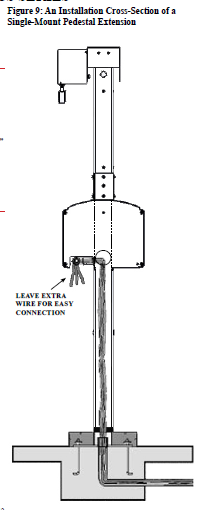 Figure 9: An Installation Cross-Section of a
Single-Mount Pedestal Extension
LEAVE EXTRA
WIRE FOR EASY
CONNECTION